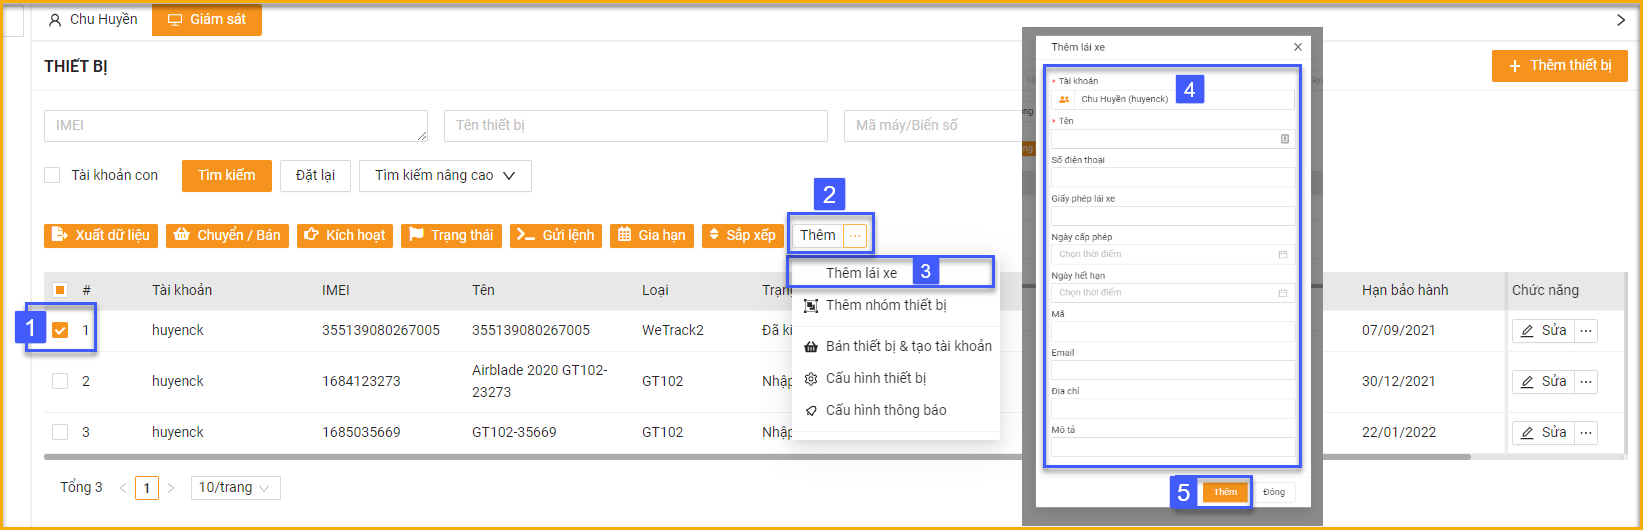 Chu Huyền
Giám sát
THIẾT BỊ
Thêm thiết bị
IMEI
Tên thiết bị
Mã máy/Biển số
Tài khoản con
Tìm kiếm
Đặt lại
Tìm kiếm nâng cao
2
Xuất dữ liệu
Chuyển / Bán
Kích hoạt
Trạng thái
Gửi lệnh
Gia hạn
Sắp xếp
Thêm ...
Thêm lái xe
3
Thêm nhóm thiết bị
Bán thiết bị & tạo tài khoản
Cấu hình thiết bị
Cấu hình thông báo
# Tài khoản IMEI Tên Loại Trạng Hạn bảo hành Chức năng
1
1 huyenck 355139080267005 355139080267005 WeTrack2 Đã ki 07/09/2021 Sửa ...
2 huyenck 1684123273 Airblade 2020 GT102-
23273 GT102 Nhập 30/12/2021 Sửa ...
3 huyenck 1685035669 GT102-35669 GT102 Nhập 22/01/2022 Sửa ...
Tổng 3 < 1 > 10/trang
Thêm lái xe
* Tài khoản
4
Chu Huyền (huyenck)
* Tên
Số điện thoại
Giấy phép lái xe
Ngày cấp phép
Chọn thời điểm
Ngày hết hạn
Chọn thời điểm
Mã
Email
Địa chỉ
Mô tả
5
Thêm
Đóng